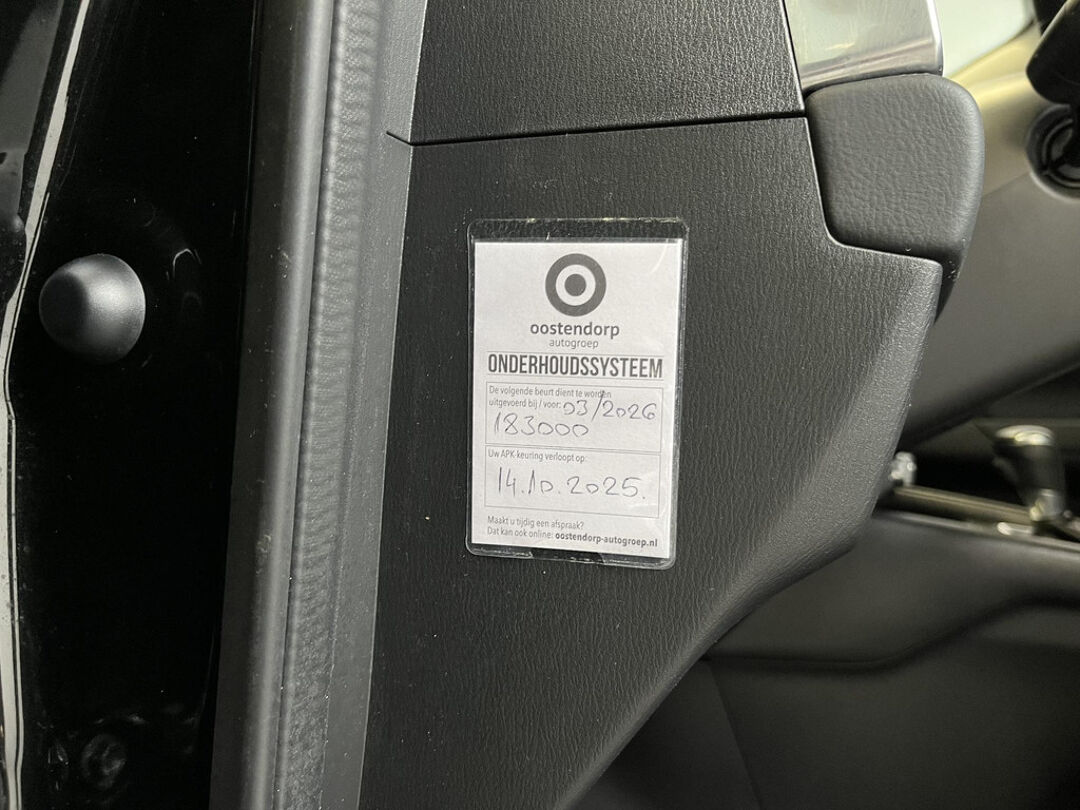 oostendorp
autogroep
ONDERHOUDSSYSTEEM
De volgende beurt dient te worden
uitgevoerd bij / voor: 03/2026
183000
Uw APK-keuring verloopt op:
14.10.2025.
Maakt u tijdig een afspraak?
Dat kan ook online: oostendorp-autogroep.nl